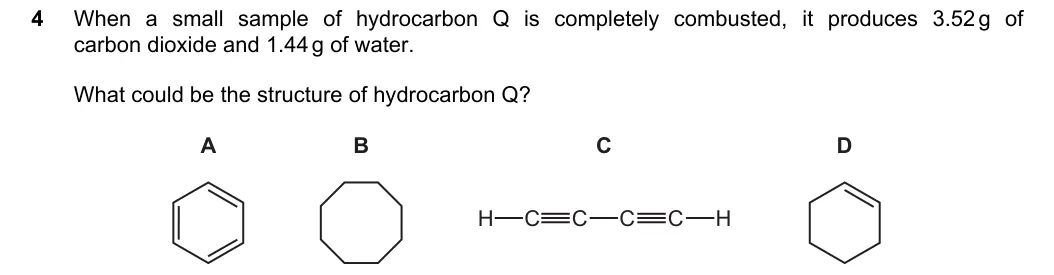 4 When a small sample of hydrocarbon Q is completely combusted, it produces 3.52 g of
carbon dioxide and 1.44 g of water.
What could be the structure of hydrocarbon Q?
A B C D
H—C≡C—C≡C—H